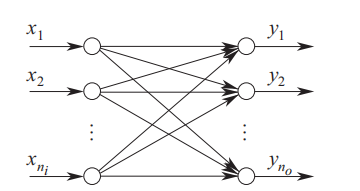 x₁ y₁
x₂ y₂
⋮ ⋮
xₙᵢ yₙₒ